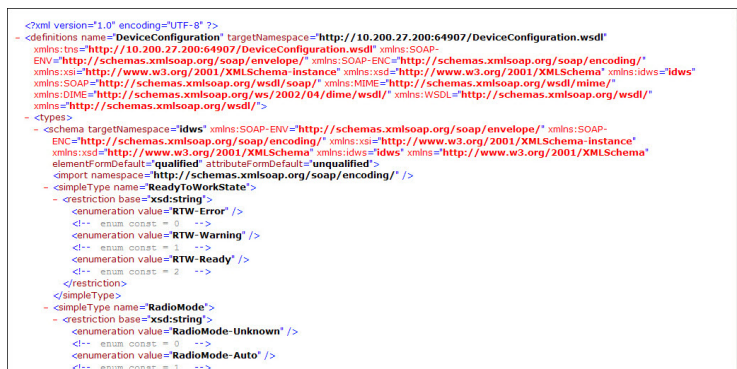 <?xml version="1.0" encoding="UTF-8" ?>
- <definitions name="DeviceConfiguration" targetNamespace="http://10.200.27.200:64907/DeviceConfiguration.wsdl"
xmlns:tns="http://10.200.27.200:64907/DeviceConfiguration.wsdl" xmlns:SOAP-
ENV="http://schemas.xmlsoap.org/soap/envelope/" xmlns:SOAP-ENC="http://schemas.xmlsoap.org/soap/encoding/"
xmlns:xsi="http://www.w3.org/2001/XMLSchema-instance" xmlns:xsd="http://www.w3.org/2001/XMLSchema" xmlns:idws="idws"
xmlns:SOAP="http://schemas.xmlsoap.org/wsdl/soap/" xmlns:MIME="http://schemas.xmlsoap.org/wsdl/mime/"
xmlns:DIME="http://schemas.xmlsoap.org/ws/2002/04/dime/wsdl/" xmlns:WSDL="http://schemas.xmlsoap.org/wsdl/"
xmlns="http://schemas.xmlsoap.org/wsdl/">
- <types>
- <schema targetNamespace="idws" xmlns:SOAP-ENV="http://schemas.xmlsoap.org/soap/envelope/" xmlns:SOAP-
ENC="http://schemas.xmlsoap.org/soap/encoding/" xmlns:xsi="http://www.w3.org/2001/XMLSchema-instance"
xmlns:xsd="http://www.w3.org/2001/XMLSchema" xmlns:idws="idws" xmlns="http://www.w3.org/2001/XMLSchema"
elementFormDefault="qualified" attributeFormDefault="unqualified">
<import namespace="http://schemas.xmlsoap.org/soap/encoding/" />
- <simpleType name="ReadyToWorkState">
- <restriction base="xsd:string">
<enumeration value="RTW-Error" />
<!-- enum const = 0 -->
<enumeration value="RTW-Warning" />
<!-- enum const = 1 -->
<enumeration value="RTW-Ready" />
<!-- enum const = 2 -->
</restriction>
</simpleType>
- <simpleType name="RadioMode">
- <restriction base="xsd:string">
<enumeration value="RadioMode-Unknown" />
<!-- enum const = 0 -->
<enumeration value="RadioMode-Auto" />
<!-- enum const = 1 -->